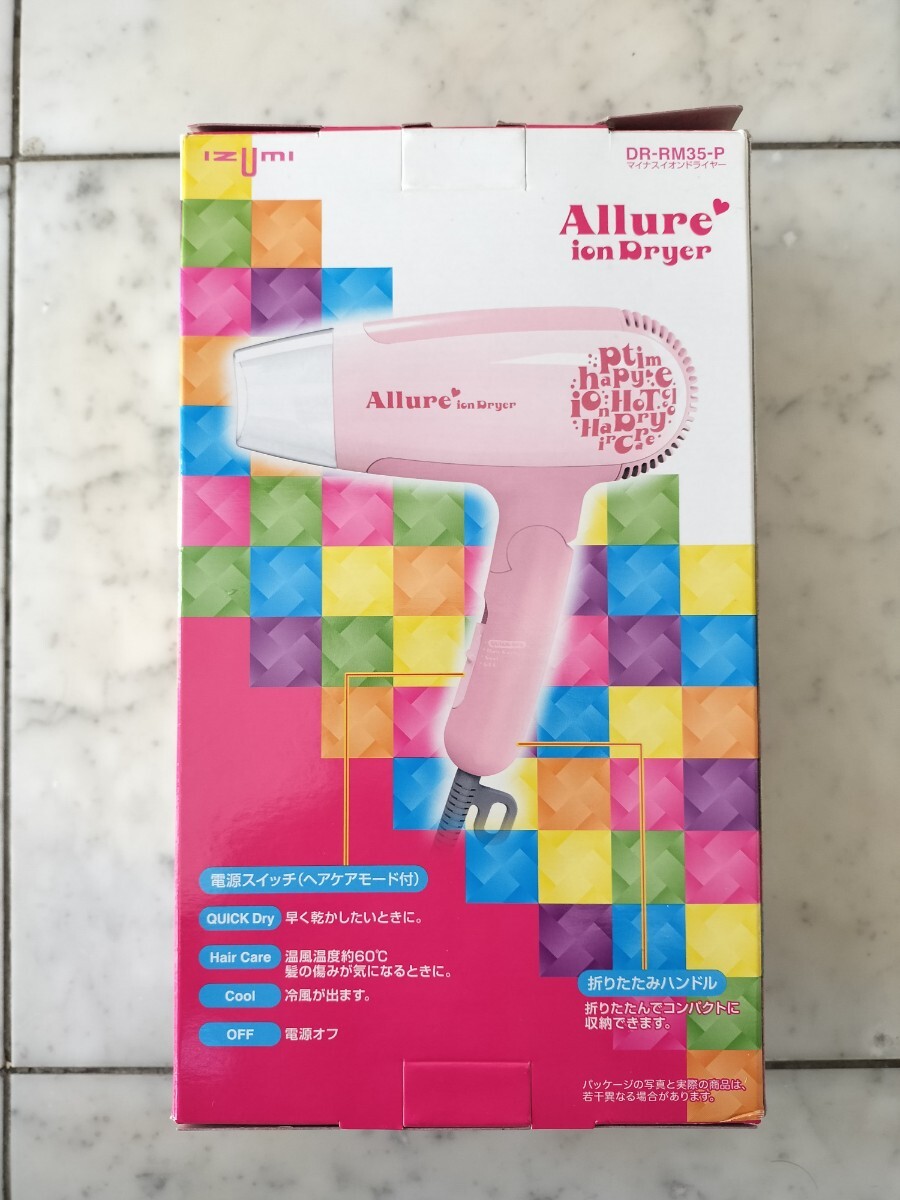 IZUMI
DR-RM35-P
マイナスイオンドライヤー
Allure
ion Dryer
Allure ion Dryer
電源スイッチ(ヘアケアモード付)
QUICK Dry 早く乾かしたいときに。
Hair Care 温風温度約60℃
髪の傷みが気になるときに。
Cool 冷風が出ます。
OFF 電源オフ
折りたたみハンドル
折りたたんでコンパクトに
収納できます。
パッケージの写真と実際の商品は、
若干異なる場合があります。